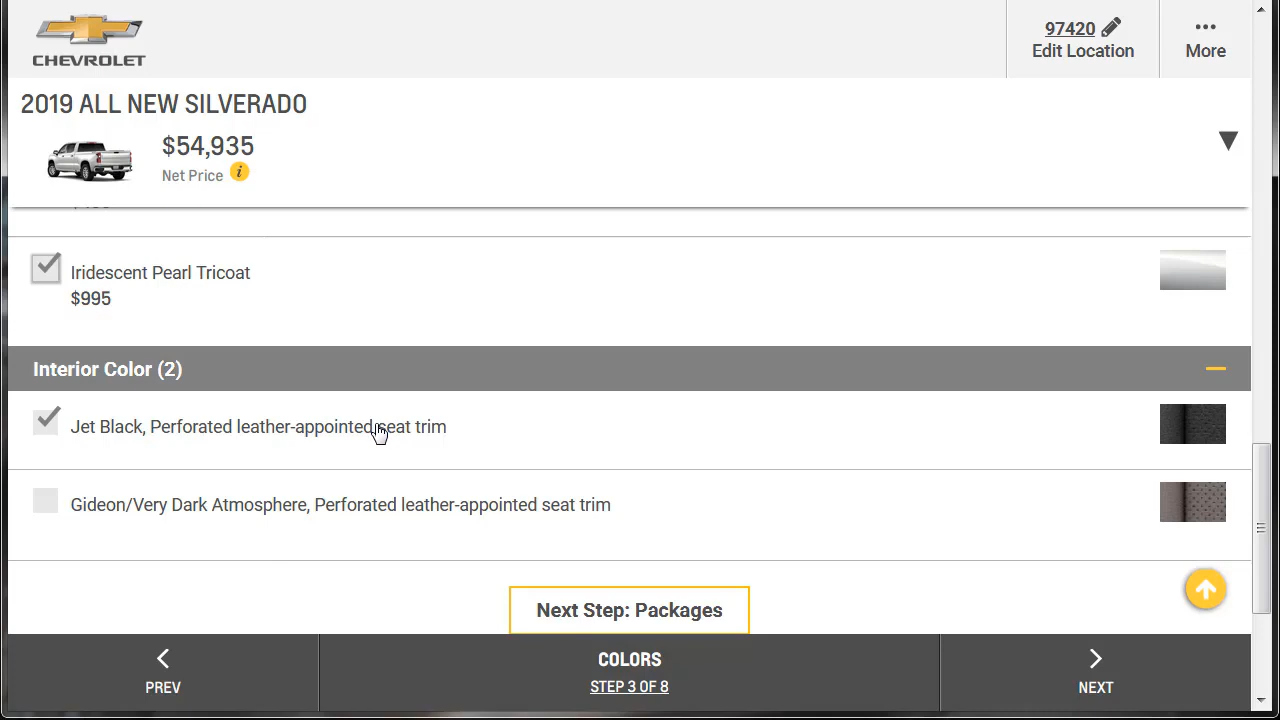 CHEVROLET
97420
Edit Location
More
2019 ALL NEW SILVERADO
$54,935
Net Price i
Iridescent Pearl Tricoat
$995
Interior Color (2)
Jet Black, Perforated leather-appointed seat trim
Gideon/Very Dark Atmosphere, Perforated leather-appointed seat trim
Next Step: Packages
PREV
COLORS
STEP 3 OF 8
NEXT